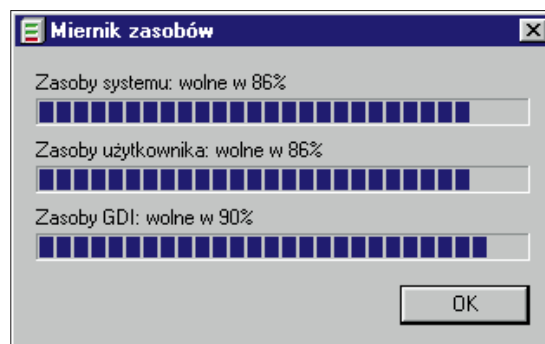 Miernik zasobów
Zasoby systemu: wolne w 86%
Zasoby użytkownika: wolne w 86%
Zasoby GDI: wolne w 90%
OK